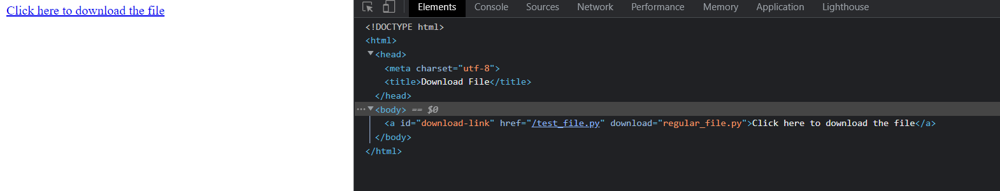 Click here to download the file
Elements Console Sources Network Performance Memory Application Lighthouse
<!DOCTYPE html>
<html>
<head>
<meta charset="utf-8">
<title>Download File</title>
</head>
<body> == $0
<a id="download-link" href="/test_file.py" download="regular_file.py">Click here to download the file</a>
</body>
</html>